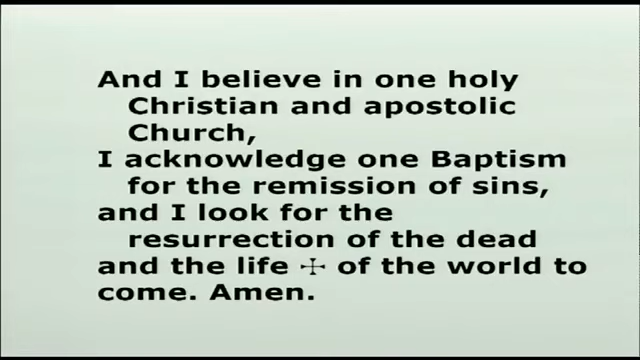 And I believe in one holy
Christian and apostolic
Church,
I acknowledge one Baptism
for the remission of sins,
and I look for the
resurrection of the dead
and the life ☩ of the world to
come. Amen.